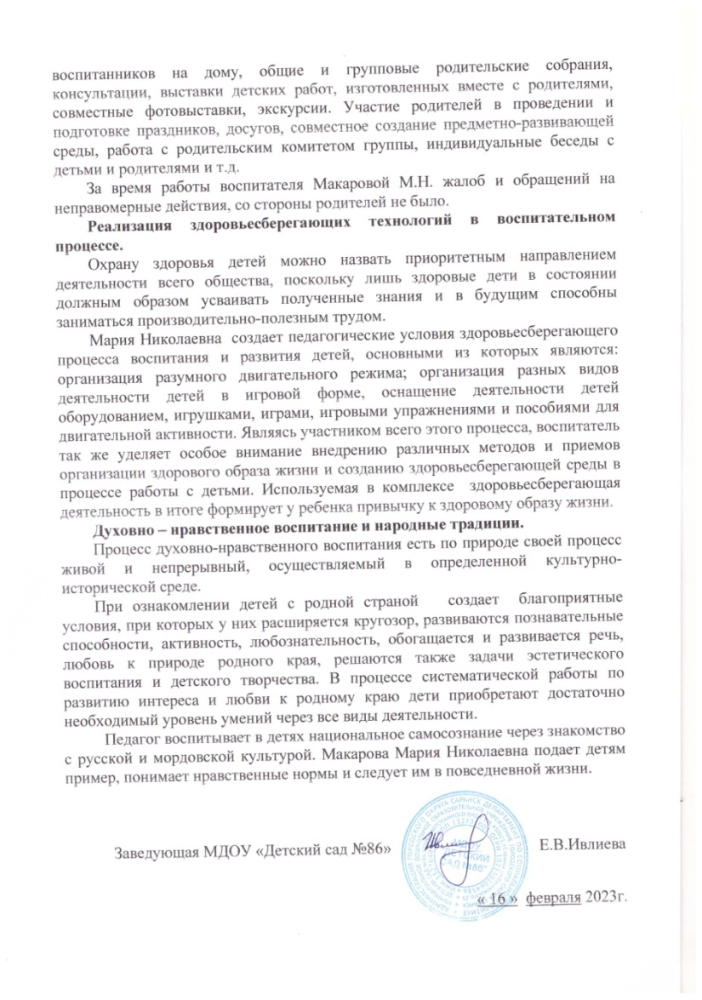 воспитанников на дому, общие и групповые родительские собрания,
консультации, выставки детских работ, изготовленных вместе с родителями,
совместные фотовыставки, экскурсии. Участие родителей в проведении и
подготовке праздников, досугов, совместное создание предметно-развивающей
среды, работа с родительским комитетом группы, индивидуальные беседы с
детьми и родителями и т.д.
За время работы воспитателя Макаровой М.Н. жалоб и обращений на
неправомерные действия, со стороны родителей не было.
Реализация здоровьесберегающих технологий в воспитательном
процессе.
Охрану здоровья детей можно назвать приоритетным направлением
деятельности всего общества, поскольку лишь здоровые дети в состоянии
должным образом усваивать полученные знания и в будущим способны
заниматься производительно-полезным трудом.
Мария Николаевна создает педагогические условия здоровьесберегающего
процесса воспитания и развития детей, основными из которых являются:
организация разумного двигательного режима; организация разных видов
деятельности детей в игровой форме, оснащение деятельности детей
оборудованием, игрушками, играми, игровыми упражнениями и пособиями для
двигательной активности. Являясь участником всего этого процесса, воспитатель
так же уделяет особое внимание внедрению различных методов и приемов
организации здорового образа жизни и созданию здоровьесберегающей среды в
процессе работы с детьми. Используемая в комплексе здоровьесберегающая
деятельность в итоге формирует у ребенка привычку к здоровому образу жизни.
Духовно – нравственное воспитание и народные традиции.
Процесс духовно-нравственного воспитания есть по природе своей процесс
живой и непрерывный, осуществляемый в определенной культурно-
исторической среде.
При ознакомлении детей с родной страной создает благоприятные
условия, при которых у них расширяется кругозор, развиваются познавательные
способности, активность, любознательность, обогащается и развивается речь,
любовь к природе родного края, решаются также задачи эстетического
воспитания и детского творчества. В процессе систематической работы по
развитию интереса и любви к родному краю дети приобретают достаточно
необходимый уровень умений через все виды деятельности.
Педагог воспитывает в детях национальное самосознание через знакомство
с русской и мордовской культурой. Макарова Мария Николаевна подает детям
пример, понимает нравственные нормы и следует им в повседневной жизни.
Заведующая МДОУ «Детский сад №86» Е.В.Ивлиева
МДОУ
"ДЕТСКИЙ
САД №86"
« 16 » февраля 2023г.